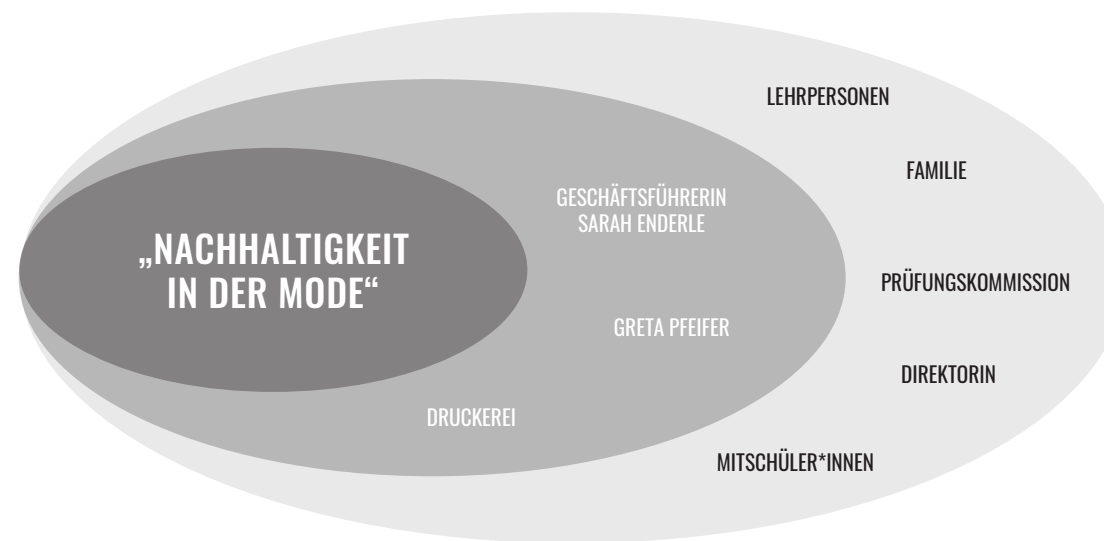 LEHRPERSONEN
FAMILIE
GESCHÄFTSFÜHRERIN
SARAH ENDERLE
„NACHHALTIGKEIT
IN DER MODE“
PRÜFUNGSKOMMISSION
GRETA PFEIFER
DIREKTORIN
DRUCKEREI
MITSCHÜLER*INNEN